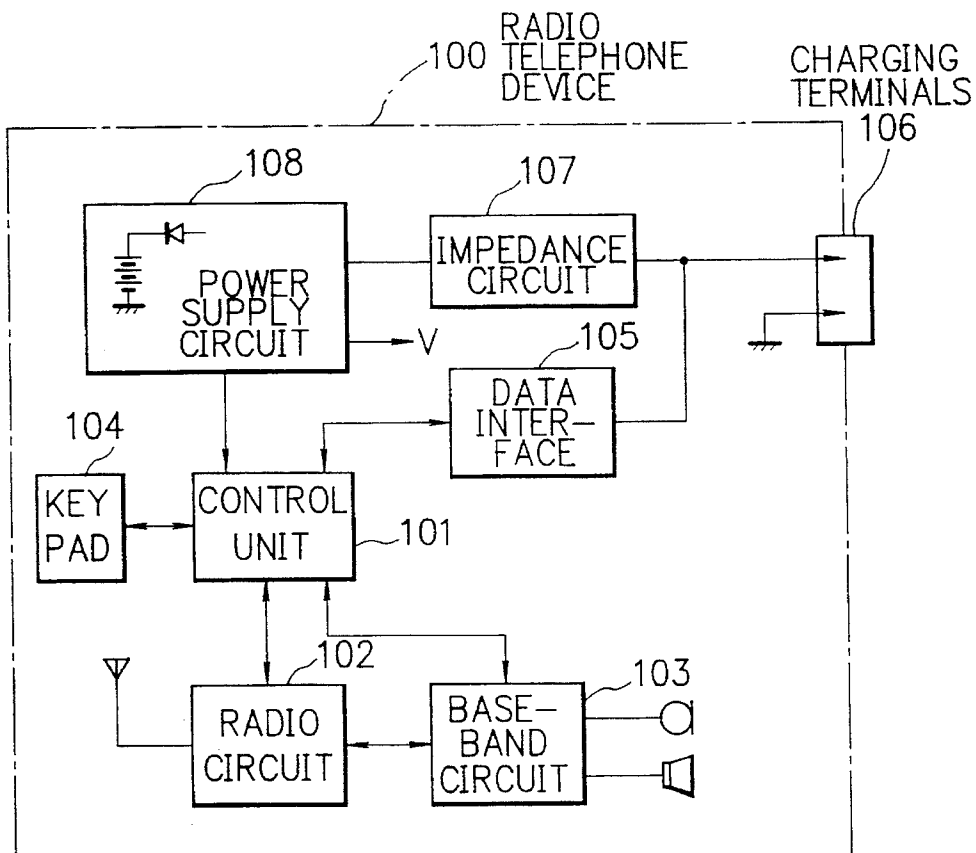 RADIO
TELEPHONE
DEVICE
100
CHARGING
TERMINALS
106
108
107
IMPEDANCE
CIRCUIT
POWER
SUPPLY
CIRCUIT
V
105
DATA
INTER-
FACE
104
KEY
PAD
CONTROL
UNIT
101
102
RADIO
CIRCUIT
103
BASE-
BAND
CIRCUIT